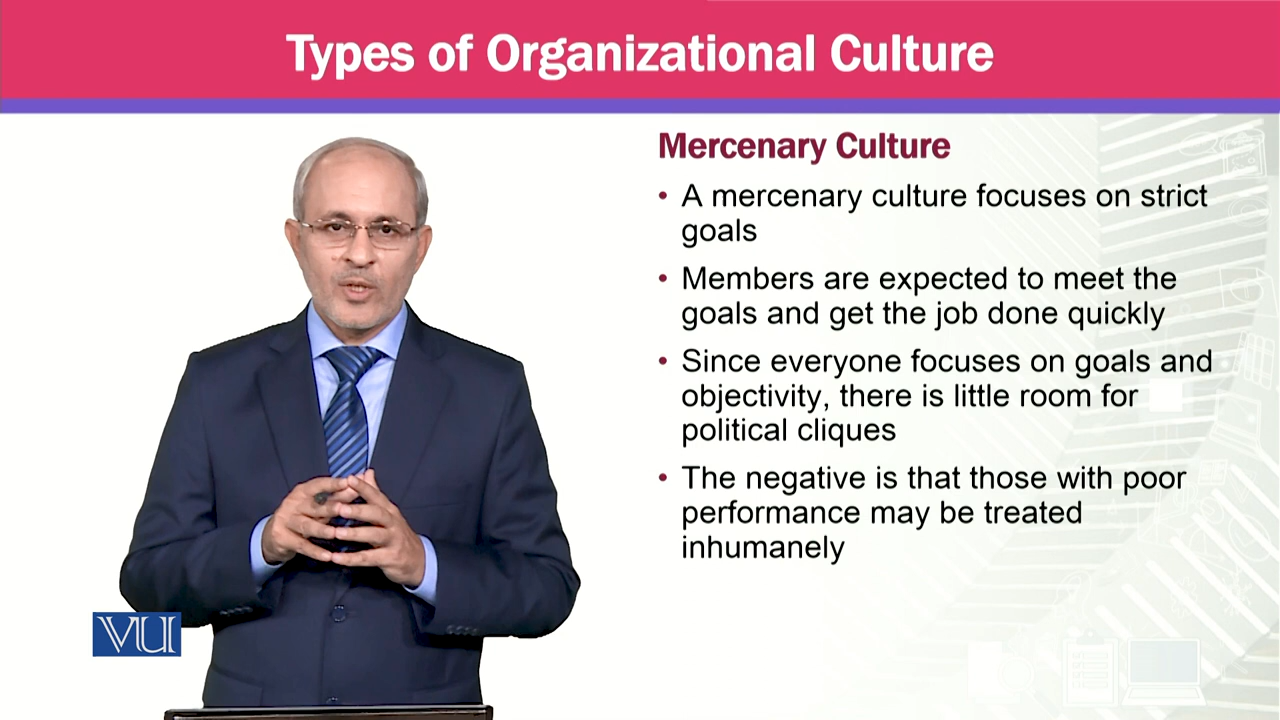 Types of Organizational Culture
Mercenary Culture
• A mercenary culture focuses on strict
goals
• Members are expected to meet the
goals and get the job done quickly
• Since everyone focuses on goals and
objectivity, there is little room for
political cliques
• The negative is that those with poor
performance may be treated
inhumanely
VU